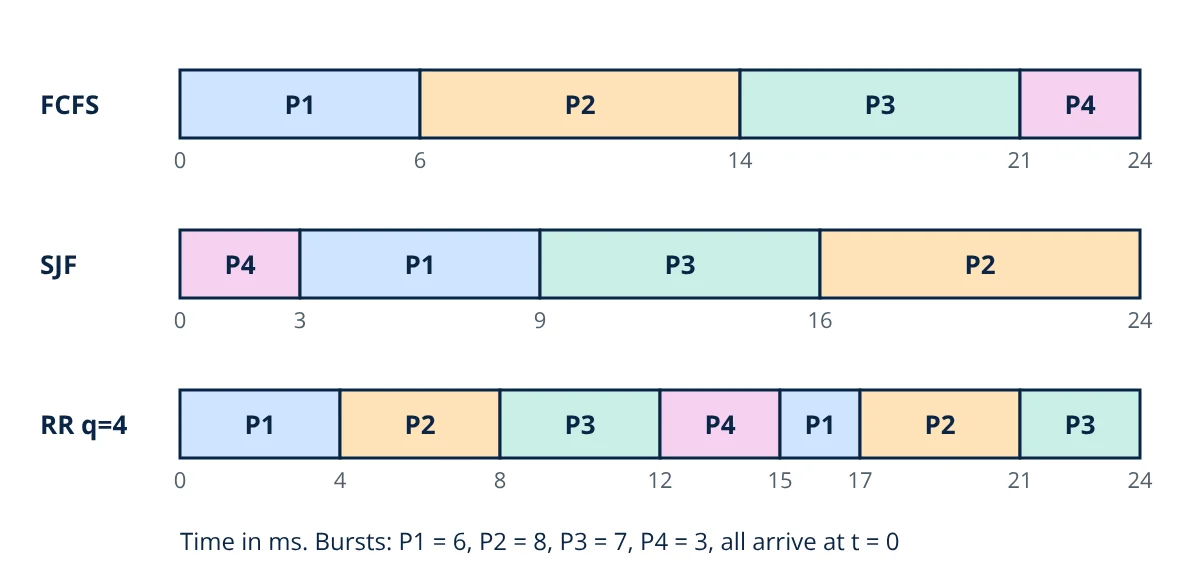 FCFS P1 P2 P3 P4
0 6 14 21 24
SJF P4 P1 P3 P2
0 3 9 16 24
RR q=4 P1 P2 P3 P4 P1 P2 P3
0 4 8 12 15 17 21 24
Time in ms. Bursts: P1 = 6, P2 = 8, P3 = 7, P4 = 3, all arrive at t = 0